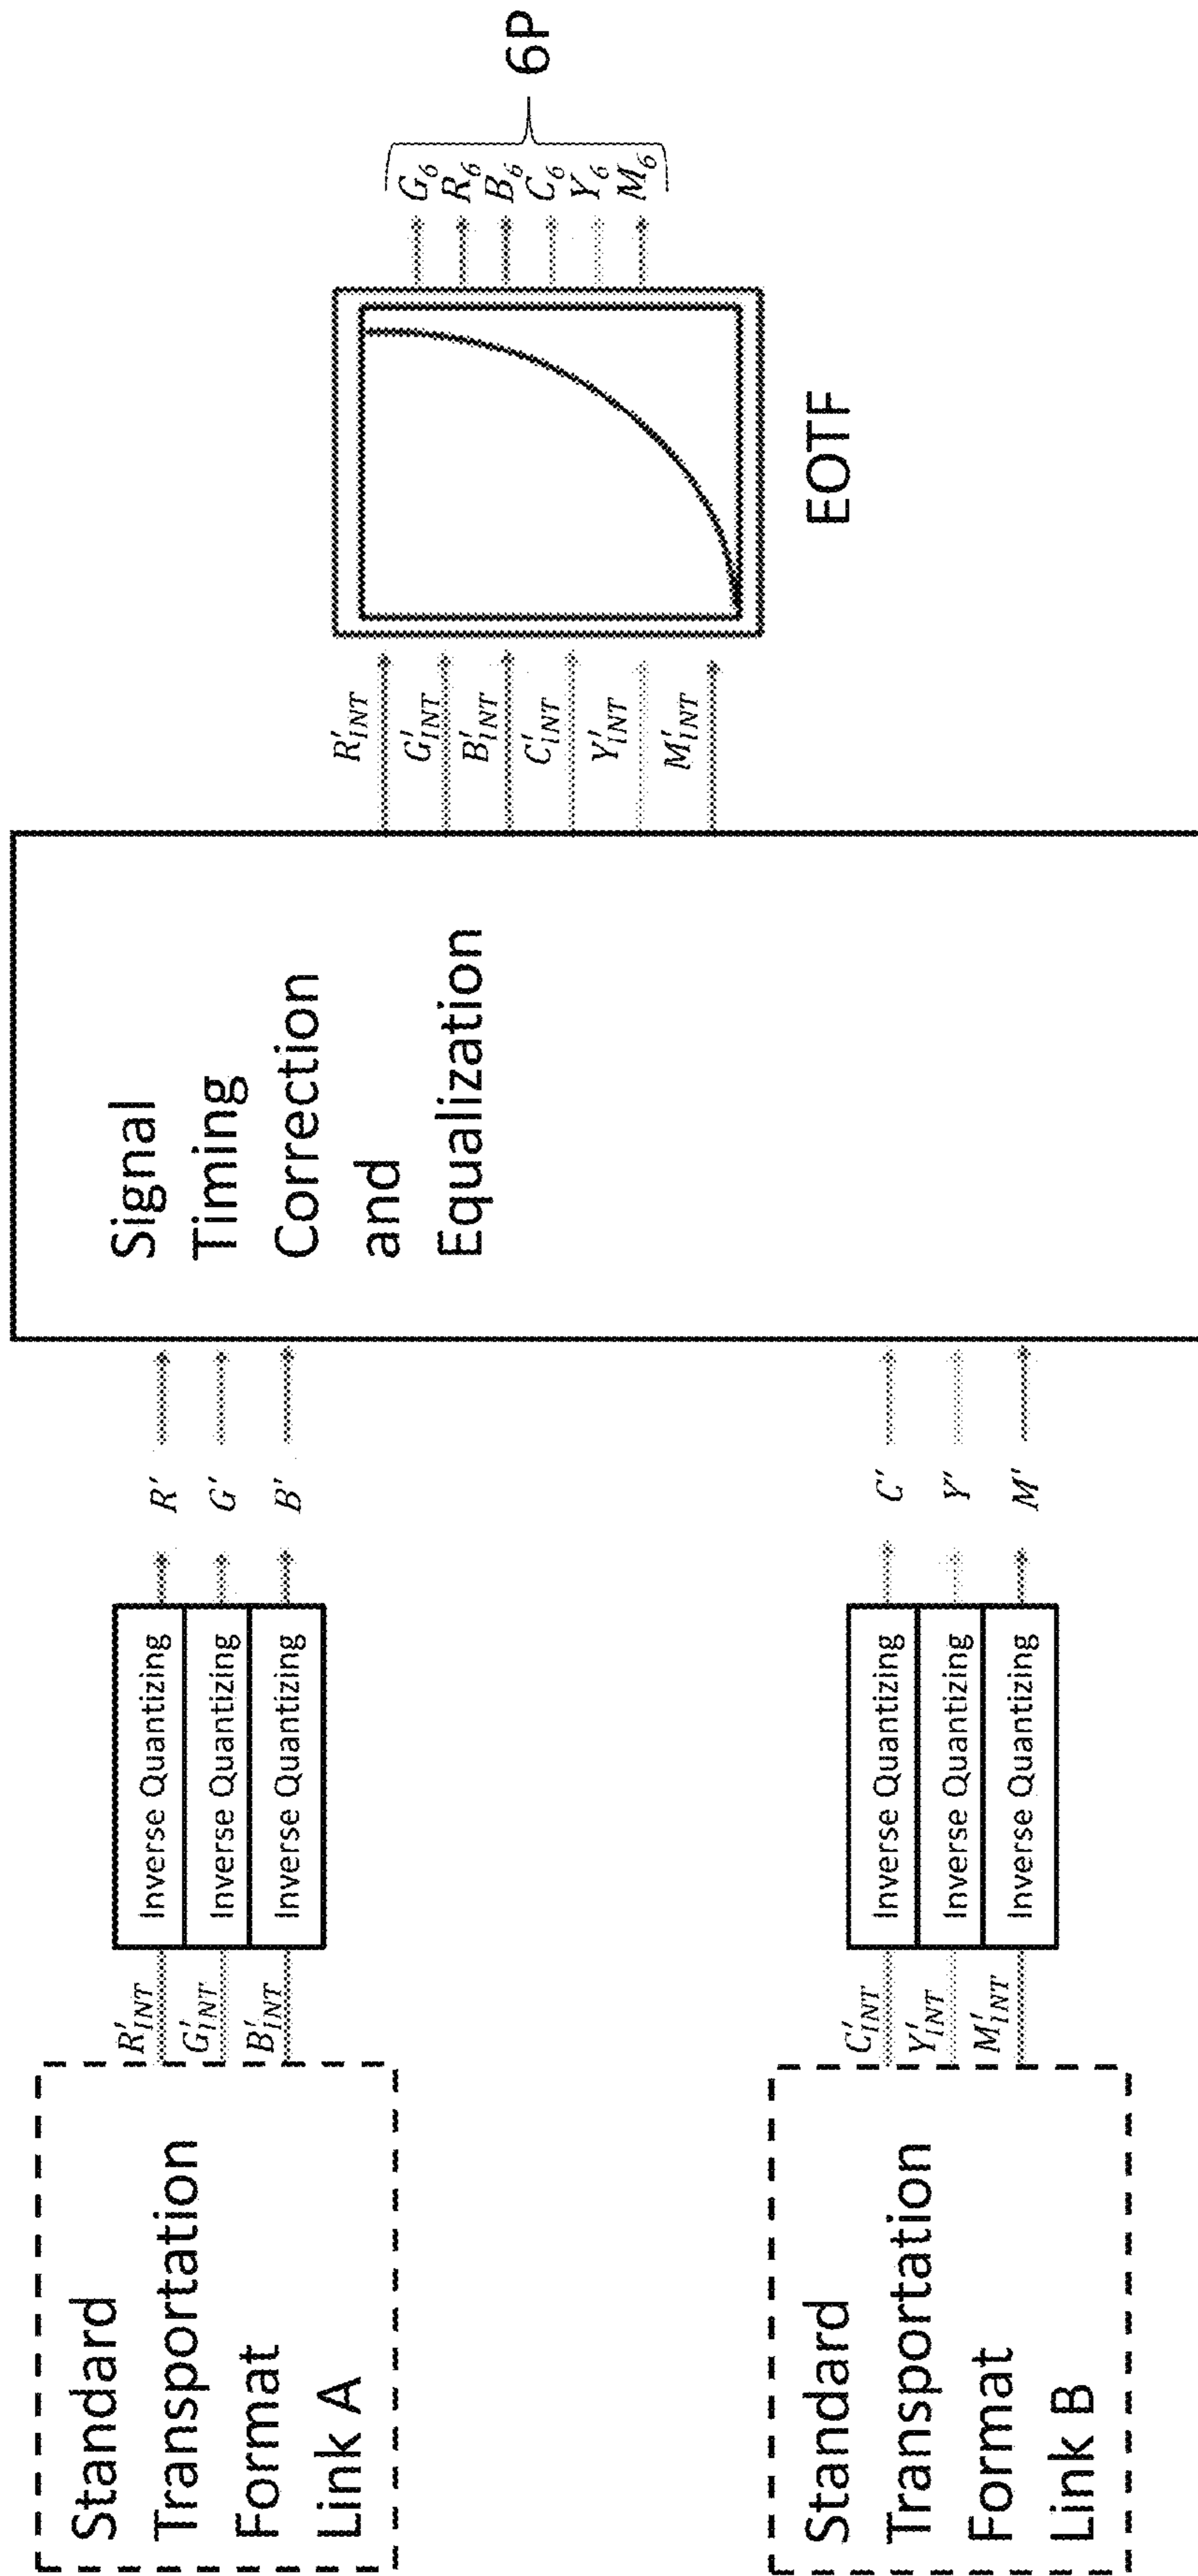 Standard
Transportation
Format
Link A
R'INT
G'INT
B'INT
Inverse Quantizing
Inverse Quantizing
Inverse Quantizing
R'
G'
B'
Standard
Transportation
Format
Link B
C'INT
Y'INT
M'INT
Inverse Quantizing
Inverse Quantizing
Inverse Quantizing
C'
Y'
M'
Signal
Timing
Correction
and
Equalization
R'INT
G'INT
B'INT
C'INT
Y'INT
M'INT
EOTF
G6
R6
B6
C6
Y6
M6
6P